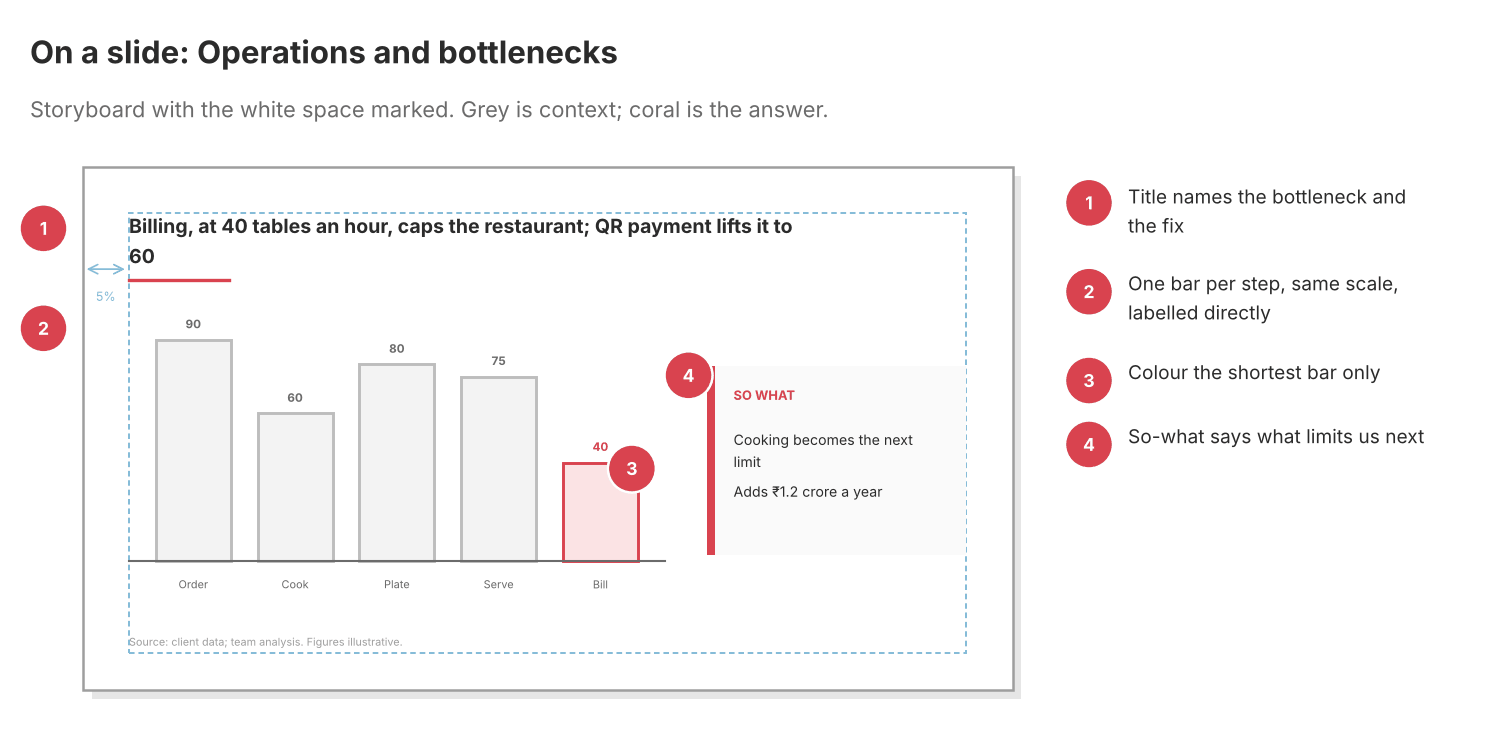 On a slide: Operations and bottlenecks
Storyboard with the white space marked. Grey is context; coral is the answer.
1
Billing, at 40 tables an hour, caps the restaurant; QR payment lifts it to
60
5%
2
90
60
80
75
40
3
Order
Cook
Plate
Serve
Bill
4
SO WHAT
Cooking becomes the next
limit
Adds ₹1.2 crore a year
Source: client data; team analysis. Figures illustrative.
1
Title names the bottleneck and
the fix
2
One bar per step, same scale,
labelled directly
3
Colour the shortest bar only
4
So-what says what limits us next